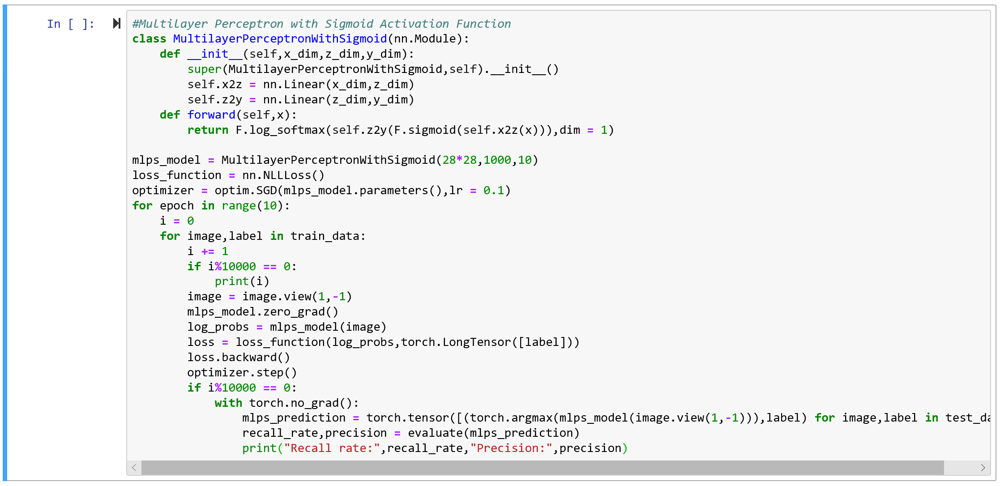 In [ ]:
#Multilayer Perceptron with Sigmoid Activation Function
class MultilayerPerceptronWithSigmoid(nn.Module):
    def __init__(self,x_dim,z_dim,y_dim):
        super(MultilayerPerceptronWithSigmoid,self).__init__()
        self.x2z = nn.Linear(x_dim,z_dim)
        self.z2y = nn.Linear(z_dim,y_dim)
    def forward(self,x):
        return F.log_softmax(self.z2y(F.sigmoid(self.x2z(x))),dim = 1)

mlps_model = MultilayerPerceptronWithSigmoid(28*28,1000,10)
loss_function = nn.NLLLoss()
optimizer = optim.SGD(mlps_model.parameters(),lr = 0.1)
for epoch in range(10):
    i = 0
    for image,label in train_data:
        i += 1
        if i%10000 == 0:
            print(i)
        image = image.view(1,-1)
        mlps_model.zero_grad()
        log_probs = mlps_model(image)
        loss = loss_function(log_probs,torch.LongTensor([label]))
        loss.backward()
        optimizer.step()
        if i%10000 == 0:
            with torch.no_grad():
                mlps_prediction = torch.tensor([(torch.argmax(mlps_model(image.view(1,-1))),label) for image,label in
                recall_rate,precision = evaluate(mlps_prediction)
                print("Recall rate:",recall_rate,"Precision:",precision)